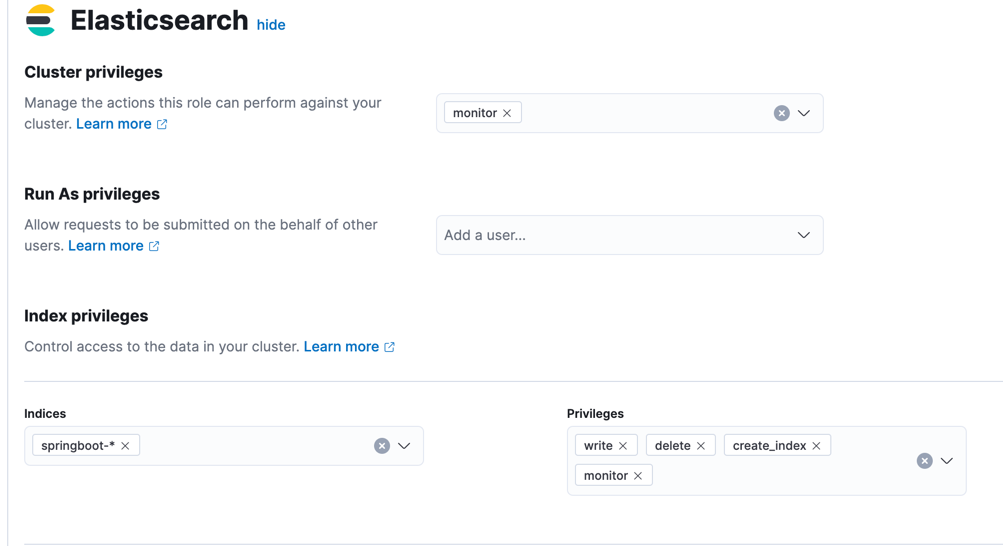 Elasticsearch hide
Cluster privileges
Manage the actions this role can perform against your
cluster. Learn more
monitor
Run As privileges
Allow requests to be submitted on the behalf of other
users. Learn more
Add a user...
Index privileges
Control access to the data in your cluster. Learn more
Indices
springboot-*
Privileges
write delete create_index
monitor